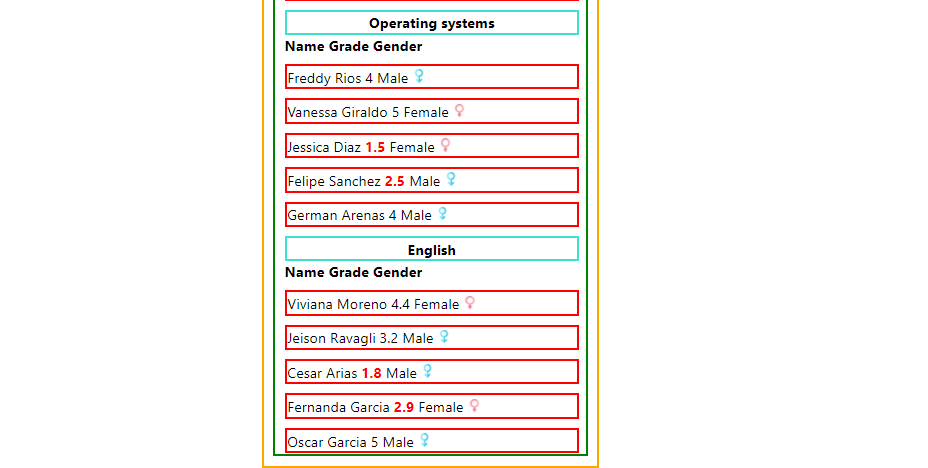 Operating systems
Name Grade Gender
Freddy Rios 4 Male
Vanessa Giraldo 5 Female
Jessica Diaz 1.5 Female
Felipe Sanchez 2.5 Male
German Arenas 4 Male
English
Name Grade Gender
Viviana Moreno 4.4 Female
Jeison Ravagli 3.2 Male
Cesar Arias 1.8 Male
Fernanda Garcia 2.9 Female
Oscar Garcia 5 Male